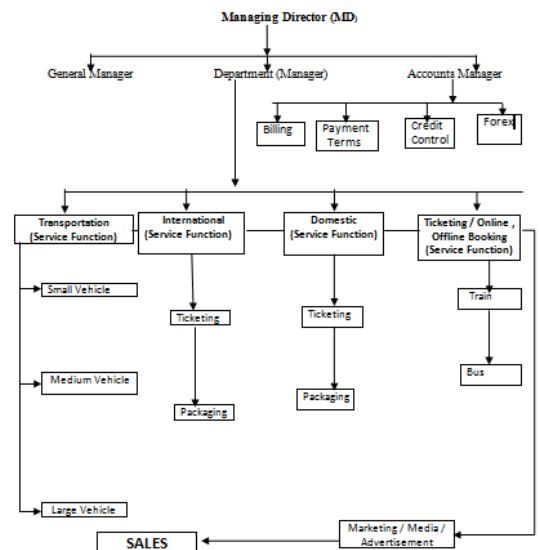 Managing Director (MD)
General Manager
Department (Manager)
Accounts Manager
Billing
Payment
Terms
Credit
Control
Forex
Transportation
(Service Function)
International
(Service Function)
Domestic
(Service Function)
Ticketing / Online ,
Offline Booking
(Service Function)
Small Vehicle
Medium Vehicle
Large Vehicle
Ticketing
Packaging
Ticketing
Packaging
Train
Bus
Marketing / Media /
Advertisement
SALES